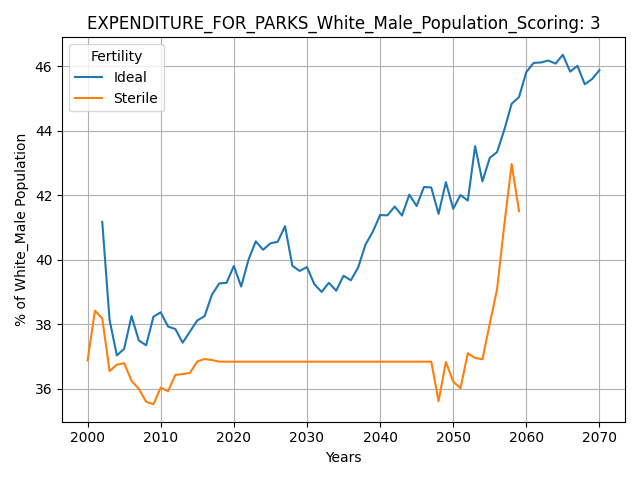 EXPENDITURE_FOR_PARKS_White_Male_Population_Scoring: 3
Fertility
Ideal
Sterile
% of White_Male Population
46
44
42
40
38
36
2000 2010 2020 2030 2040 2050 2060 2070
Years